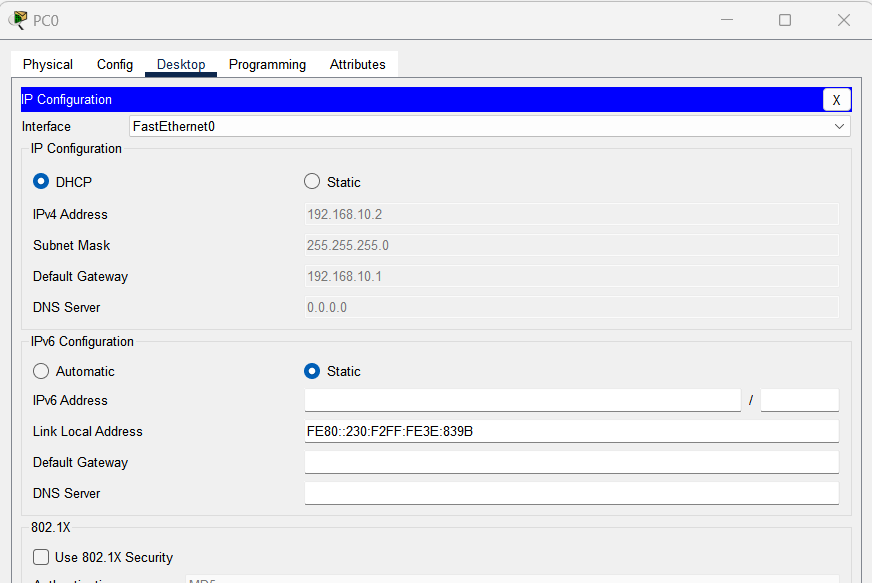 PC0
Physical Config Desktop Programming Attributes
IP Configuration
X
Interface FastEthernet0
IP Configuration
DHCP Static
IPv4 Address 192.168.10.2
Subnet Mask 255.255.255.0
Default Gateway 192.168.10.1
DNS Server 0.0.0.0
IPv6 Configuration
Automatic Static
IPv6 Address /
Link Local Address FE80::230:F2FF:FE3E:839B
Default Gateway
DNS Server
802.1X
Use 802.1X Security